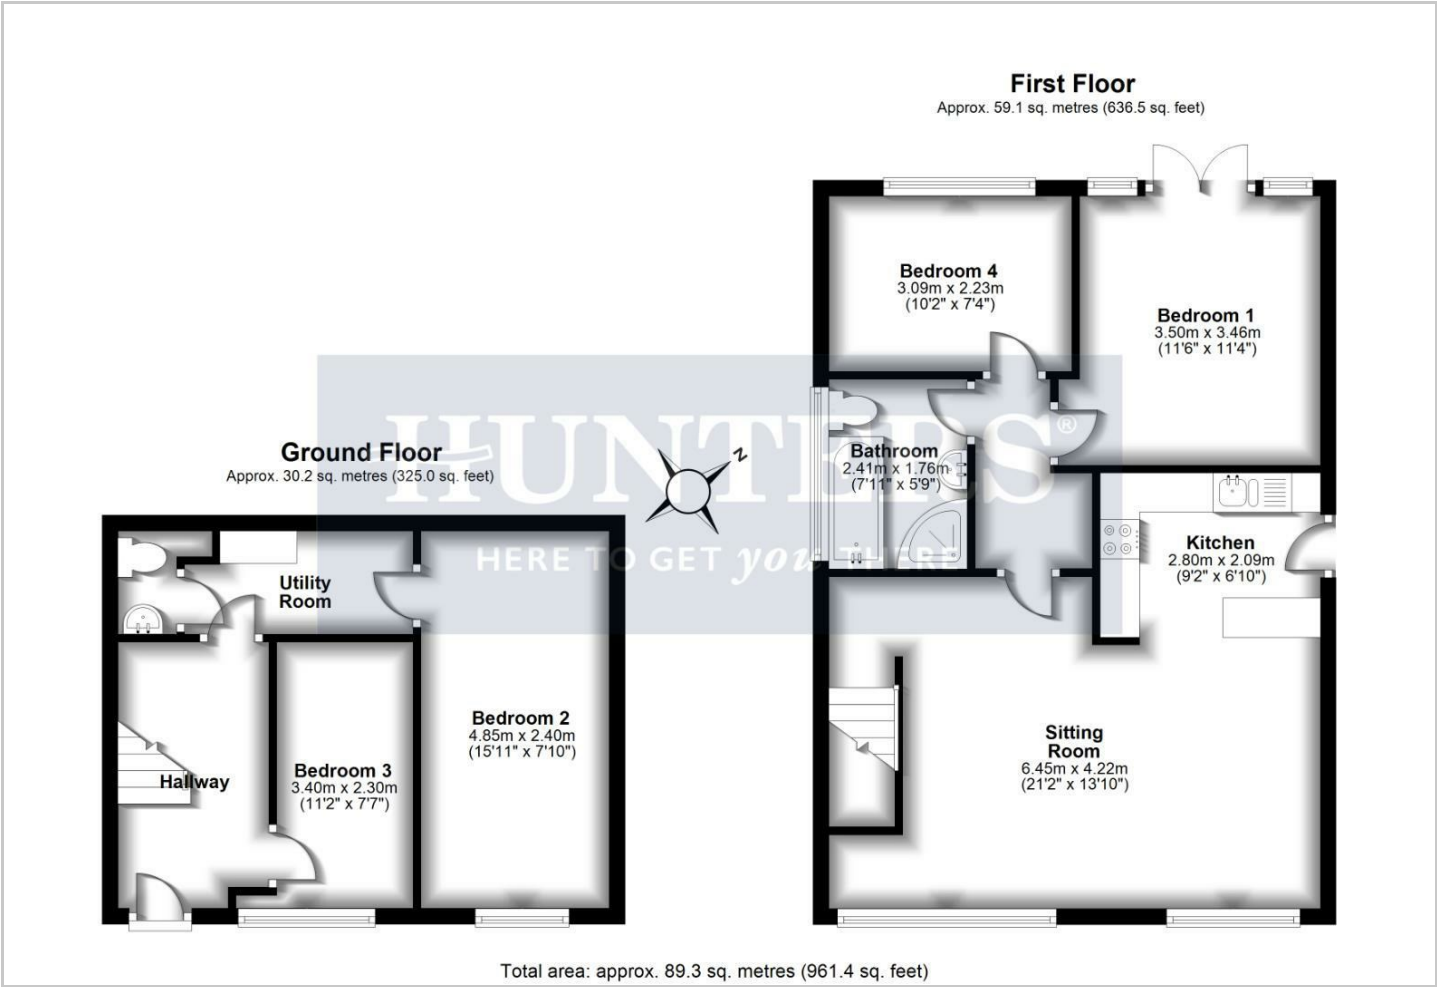 First Floor
Approx. 59.1 sq. metres (636.5 sq. feet)
Bedroom 4
3.09m x 2.23m
(10'2" x 7'4")
Bedroom 1
3.50m x 3.46m
(11'6" x 11'4")
HUNTERS®
HERE TO GET you THERE
Ground Floor
Approx. 30.2 sq. metres (325.0 sq. feet)
N
Bathroom
2.41m x 1.76m
(7'11" x 5'9")
Kitchen
2.80m x 2.09m
(9'2" x 6'10")
Utility
Room
Bedroom 2
4.85m x 2.40m
(15'11" x 7'10")
Bedroom 3
3.40m x 2.30m
(11'2" x 7'7")
Hallway
Sitting
Room
6.45m x 4.22m
(21'2" x 13'10")
Total area: approx. 89.3 sq. metres (961.4 sq. feet)